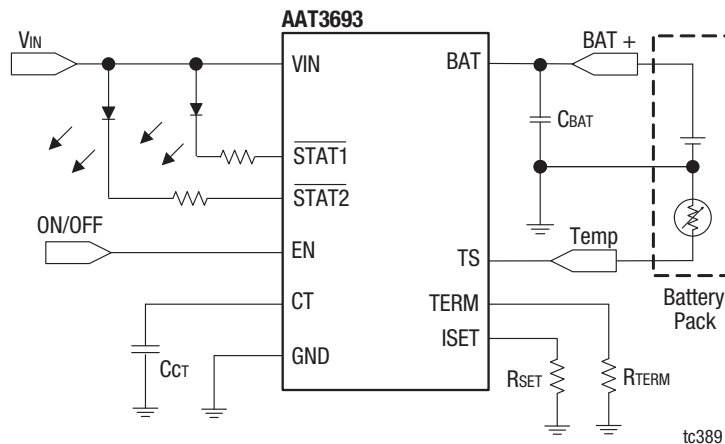 AAT3693
VIN
VIN
BAT
BAT +
CBAT
STAT1
STAT2
ON/OFF
EN
TS
Temp
CT
TERM
Battery
Pack
ISET
CCT
GND
RSET
RTERM
tc389